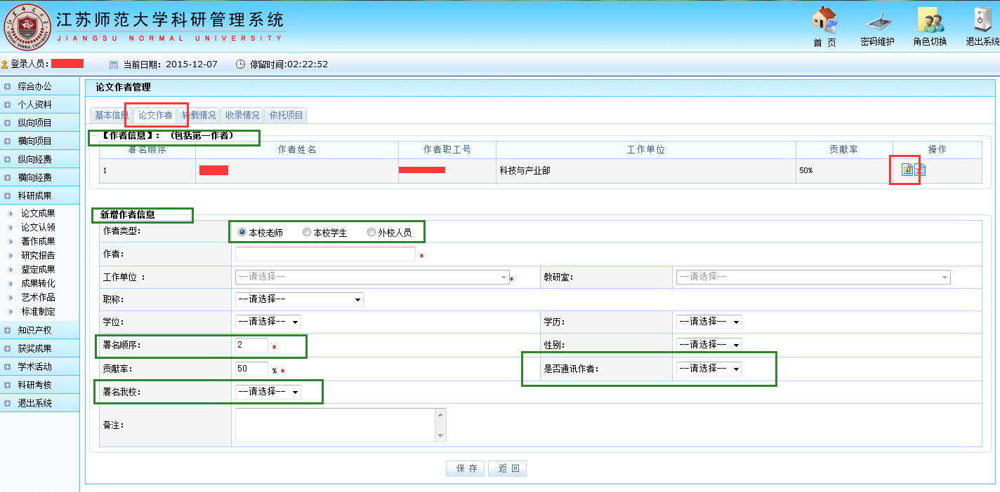 江苏师范大学科研管理系统
JIANGSU NORMAL UNIVERSITY
首 页 密码维护 角色切换 退出系统
登录人员: 当前日期: 2015-12-07 停留时间:02:22:52
综合办公
个人资料
纵向项目
横向项目
纵向经费
横向经费
科研成果
论文成果
论文认领
著作成果
研究报告
鉴定成果
成果转化
艺术作品
标准制定
知识产权
获奖成果
学术活动
科研考核
退出系统
论文作者管理
基本信息 论文作者 转载情况 收录情况 依托项目
【作者信息】: (包括第一作者)
署名顺序 作者姓名 作者职工号 工作单位 贡献率 操作
1 科技与产业部 50%
新增作者信息
作者类型: 本校老师 本校学生 外校人员
作者: *
工作单位 : --请选择-- * 教研室: --请选择--
职称: --请选择--
学位: --请选择-- 学历: --请选择--
署名顺序: 2 * 性别: --请选择--
贡献率: 50 % * 是否通讯作者: --请选择--
署名我校: --请选择--
备注:
保 存 返 回